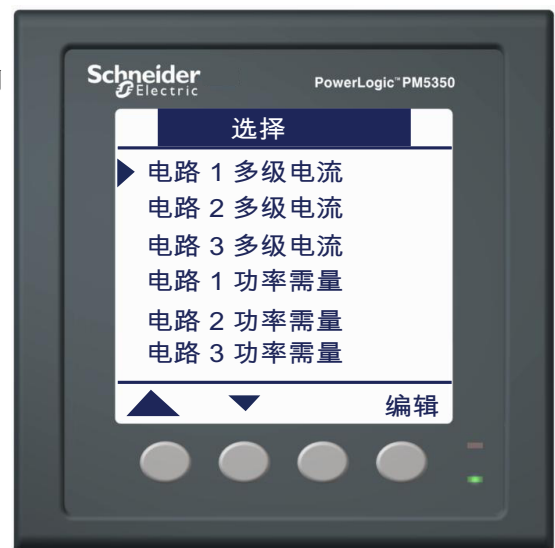 Schneider
Electric
PowerLogic™ PM5350
选择
电路 1 多级电流
电路 2 多级电流
电路 3 多级电流
电路 1 功率需量
电路 2 功率需量
电路 3 功率需量
编辑